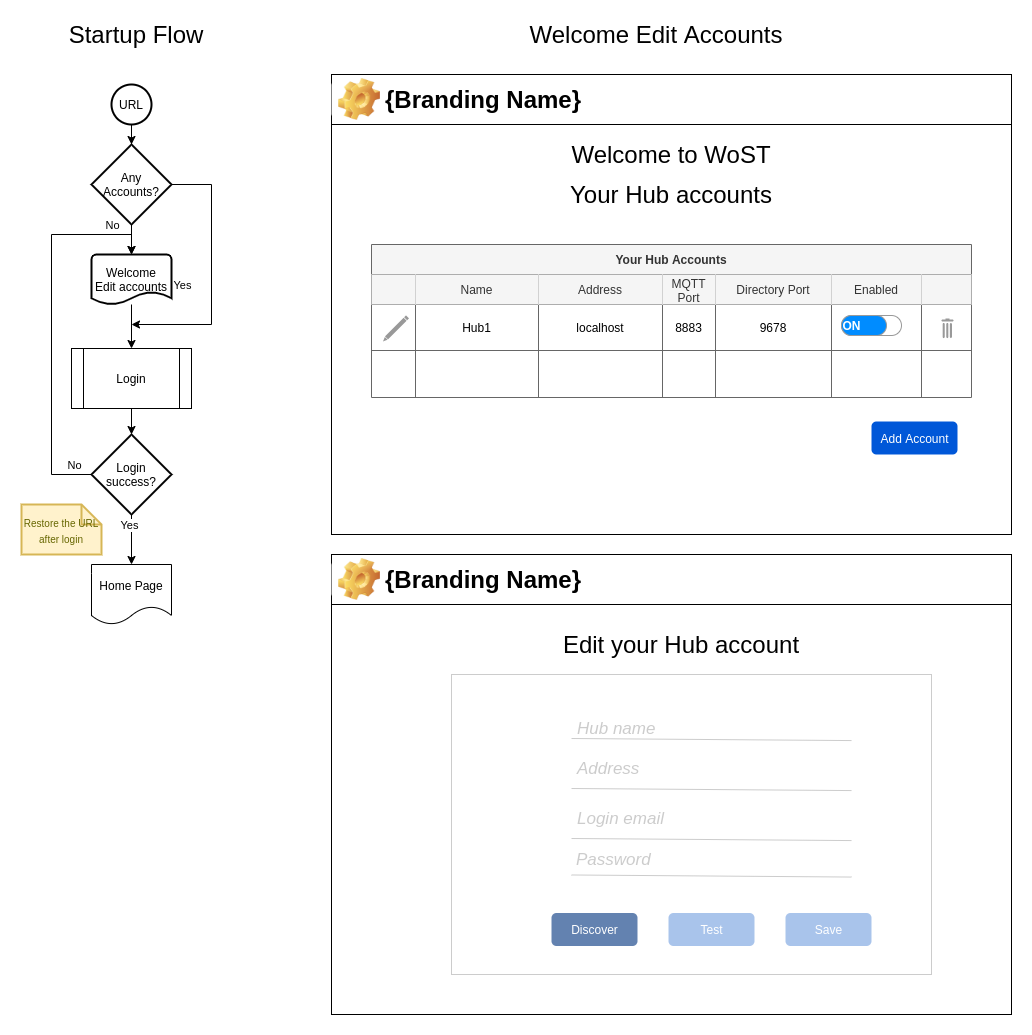 Startup Flow
URL
Any
Accounts?
No
Welcome
Edit accounts
Yes
Login
No
Login
success?
Restore the URL
after login
Yes
Home Page
Welcome Edit Accounts
{Branding Name}
Welcome to WoST
Your Hub accounts
Your Hub Accounts
Name
Address
MQTT
Port
Directory Port
Enabled
Hub1
localhost
8883
9678
ON
Add Account
{Branding Name}
Edit your Hub account
Hub name
Address
Login email
Password
Discover
Test
Save